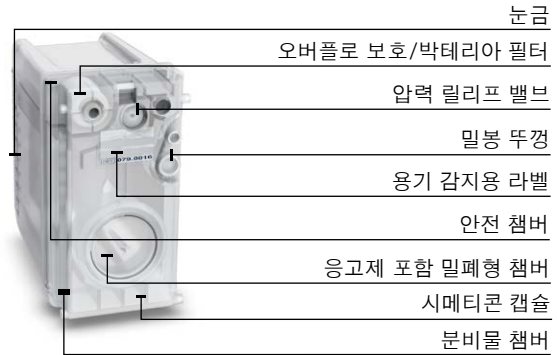 눈금
오버플로 보호/박테리아 필터
압력 릴리프 밸브
밀봉 뚜껑
079.0016
용기 감지용 라벨
안전 챔버
응고제 포함 밀폐형 챔버
시메티콘 캡슐
분비물 챔버